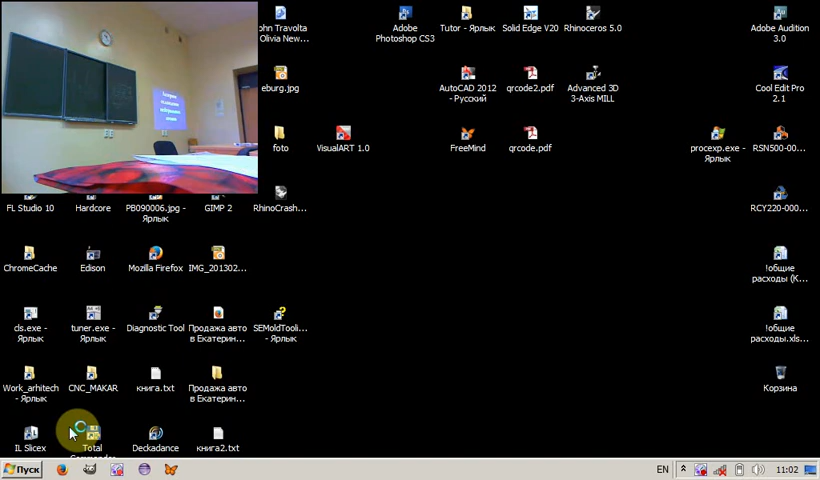 ohn Travolta
Olivia New...
Adobe
Photoshop CS3
Tutor - Ярлык
Solid Edge V20
Rhinoceros 5.0
Adobe Audition
3.0
eburg.jpg
AutoCAD 2012
- Русский
qrcode2.pdf
Advanced 3D
3-Axis MILL
Cool Edit Pro
2.1
foto
VisualART 1.0
FreeMind
qrcode.pdf
procexp.exe -
Ярлык
RSN500-00...
FL Studio 10
Hardcore
PB090006.jpg -
Ярлык
GIMP 2
RhinoCrash...
RCY220-000...
ChromeCache
Edison
Mozilla Firefox
IMG_201302...
!общие
расходы (К...
cls.exe -
Ярлык
tuner.exe -
Ярлык
Diagnostic Tool
Продажа авто
в Екатерин...
SEMoldTooli...
- Ярлык
!общие
расходы.xls...
Work_arhitech
- Ярлык
CNC_MAKAR
книга.txt
Продажа авто
в Екатерин...
Корзина
IL Slicex
Total
Commander
Deckadance
книга2.txt
Пуск
EN
11:02